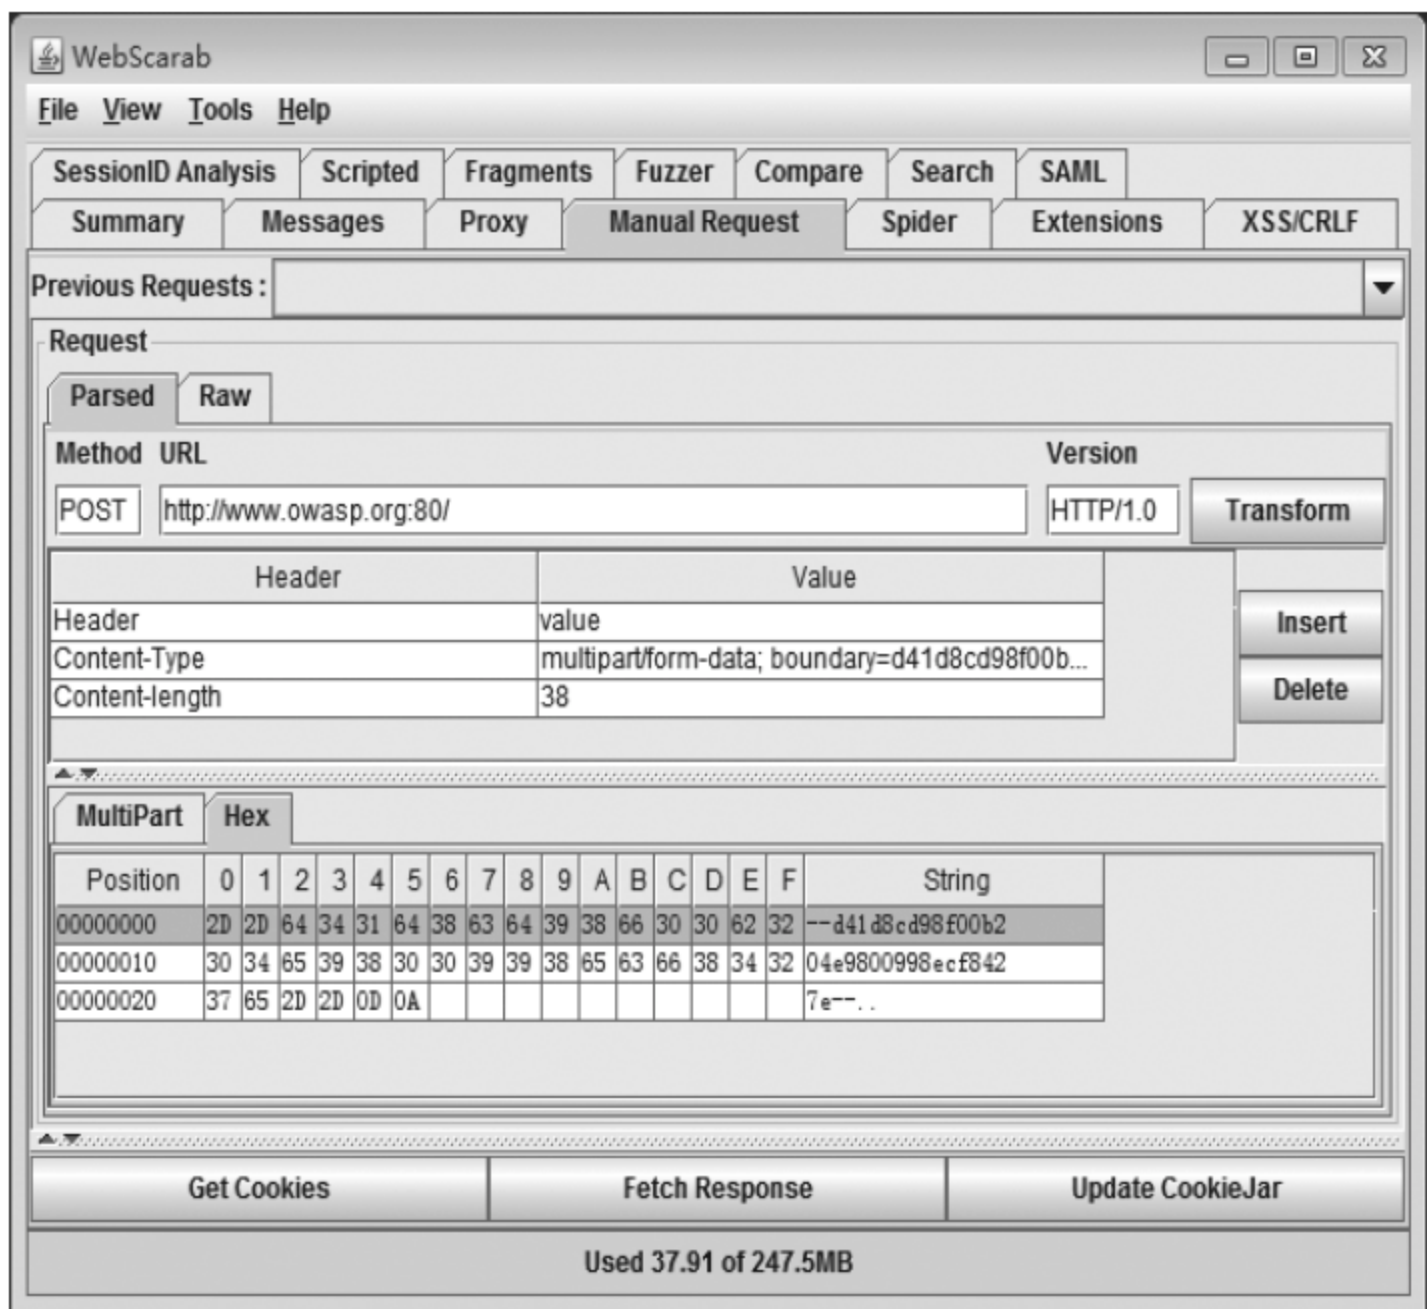 WebScarab
File View Tools Help
SessionID Analysis Scripted Fragments Fuzzer Compare Search SAML
Summary Messages Proxy Manual Request Spider Extensions XSS/CRLF
Previous Requests :
Request
Parsed Raw
Method URL Version
POST http://www.owasp.org:80/ HTTP/1.0 Transform
Header Value
Header value
Insert
Content-Type multipart/form-data; boundary=d41d8cd98f00b...
Content-length 38
Delete
MultiPart Hex
Position 0 1 2 3 4 5 6 7 8 9 A B C D E F String
00000000 2D 2D 64 34 31 64 38 63 64 39 38 66 30 30 62 32 --d41d8cd98f00b2
00000010 30 34 65 39 38 30 30 39 39 38 65 63 66 38 34 32 04e9800998ecf842
00000020 37 65 2D 2D 0D 0A 7e--..
Get Cookies Fetch Response Update CookieJar
Used 37.91 of 247.5MB